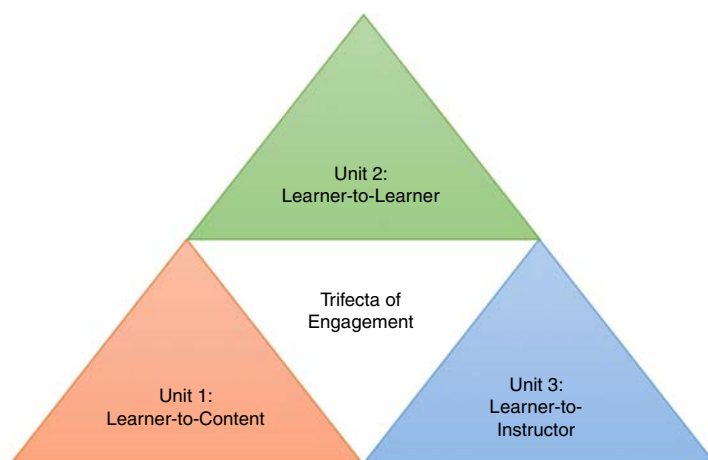 Unit 2:
Learner-to-Learner
Trifecta of
Engagement
Unit 1:
Learner-to-Content
Unit 3:
Learner-to-
Instructor